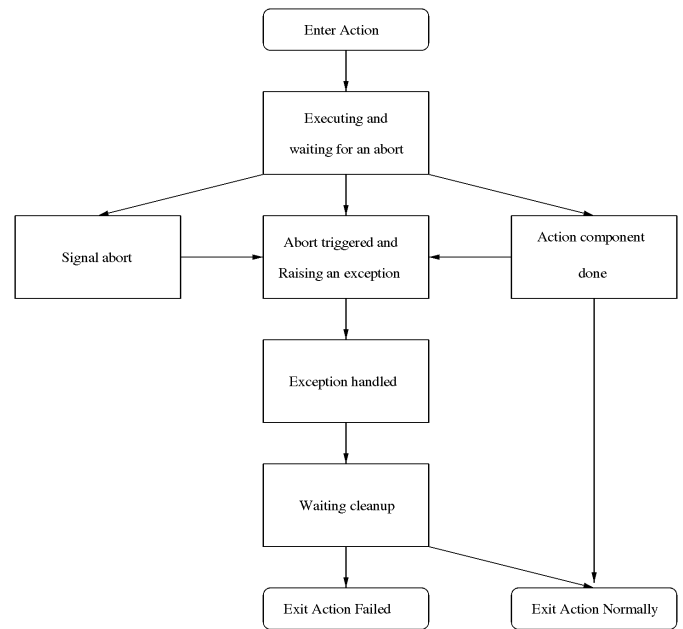 Enter Action
Executing and
waiting for an abort
Signal abort
Abort triggered and
Raising an exception
Action component
done
Exception handled
Waiting cleanup
Exit Action Failed
Exit Action Normally